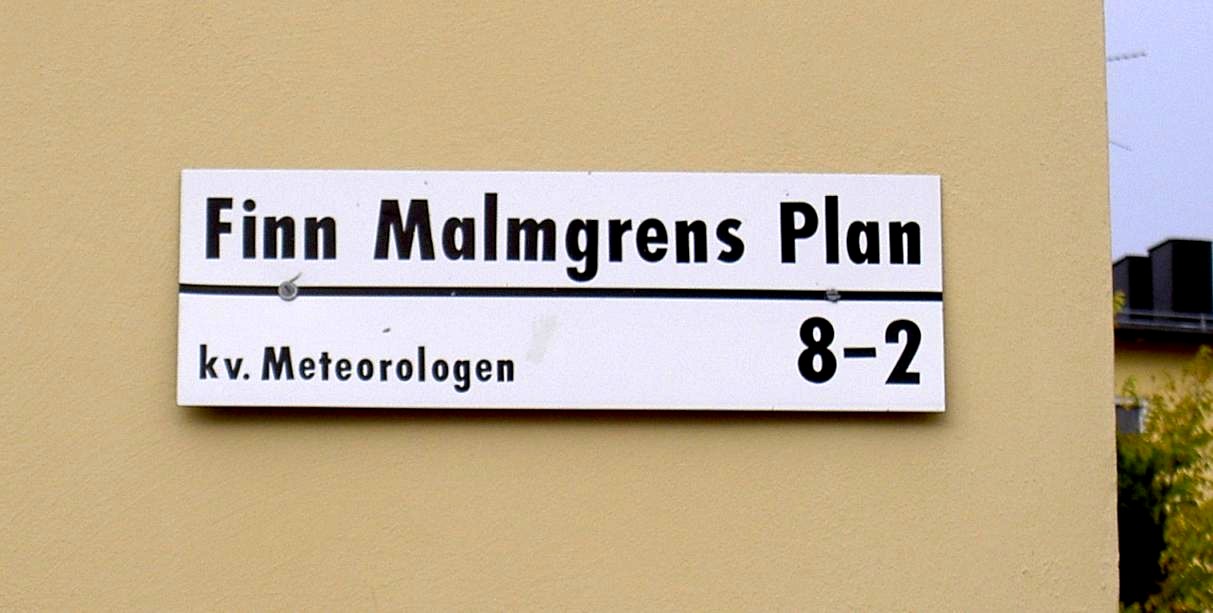 Finn Malmgrens Plan
kv. Meteorologen 8-2